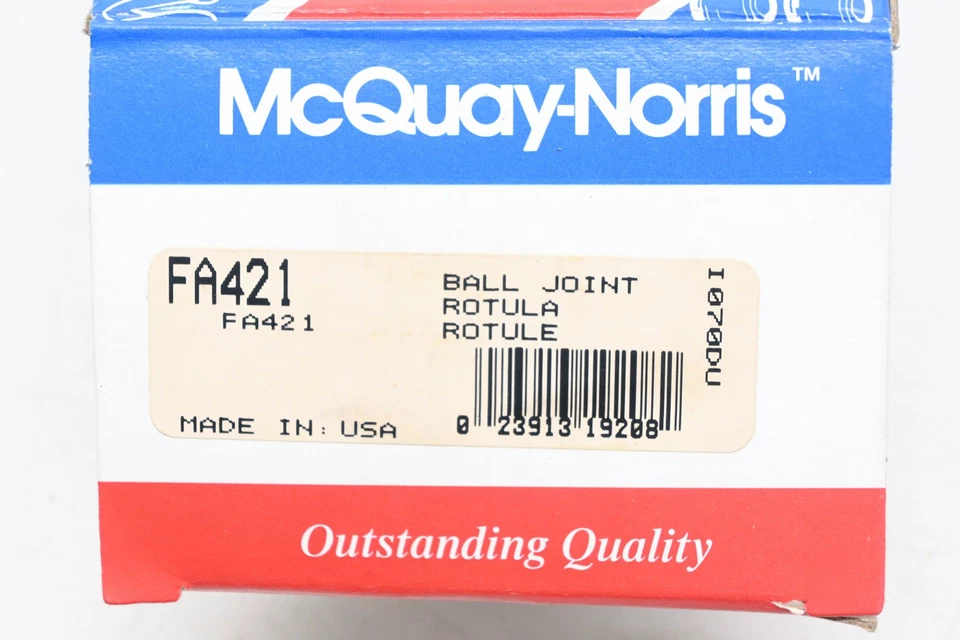 McQuay-Norris™
FA421
FA421
BALL JOINT
ROTULA
ROTULE
I070DU
MADE IN: USA
0 23913 19208
Outstanding Quality